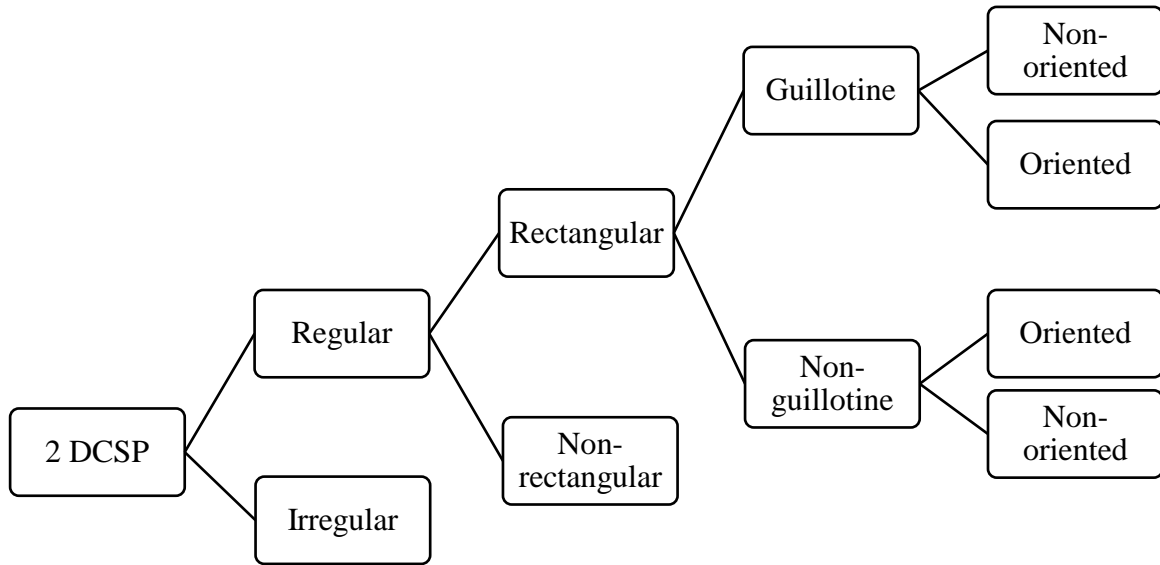 Non-
oriented
Guillotine
Oriented
Rectangular
Regular
Oriented
Non-
guillotine
Non-
oriented
2 DCSP
Non-
rectangular
Irregular